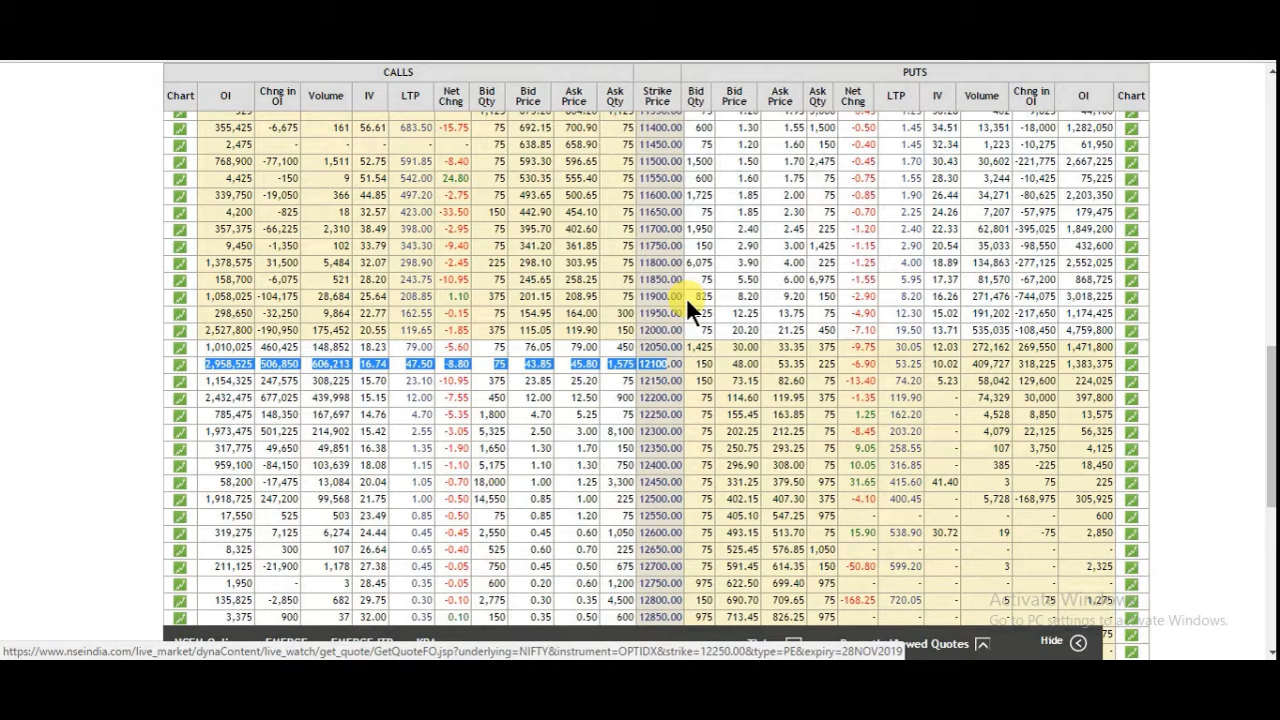 CALLS PUTS
Chart OI Chng in OI Volume IV LTP Net Chng Bid Qty Bid Price Ask Price Ask Qty Strike Price Bid Qty Bid Price Ask Price Ask Qty Net Chng LTP IV Volume Chng in OI OI Chart
355,425 -6,675 161 56.61 683.50 -15.75 75 692.15 700.90 75 11400.00 600 1.30 1.55 1,500 -0.50 1.45 34.51 13,351 -18,000 1,282,050
2,475 - - - - - 75 638.85 658.90 75 11450.00 75 1.20 1.60 150 -0.40 1.45 32.34 1,223 -10,275 61,950
768,900 -77,100 1,511 52.75 591.85 -8.40 75 593.30 596.65 75 11500.00 1,500 1.50 1.70 2,475 -0.45 1.70 30.43 30,602 -221,775 2,667,225
4,425 -150 9 51.54 542.00 24.80 75 530.35 555.40 75 11550.00 600 1.60 1.75 75 -0.75 1.55 28.30 3,244 -10,425 75,225
339,750 -19,050 366 44.85 497.20 -2.75 75 493.65 500.65 75 11600.00 1,725 1.85 2.00 75 -0.85 1.90 26.44 34,271 -80,625 2,203,350
4,200 -825 18 32.57 423.00 -33.50 150 442.90 454.10 75 11650.00 75 1.85 2.30 75 -0.70 2.25 24.26 7,207 -57,975 179,475
357,375 -66,225 2,310 38.49 398.00 -2.95 75 395.70 402.60 75 11700.00 1,950 2.40 2.45 225 -1.20 2.40 22.33 62,801 -395,025 1,849,200
9,450 -1,350 102 33.79 343.30 -9.40 75 341.20 361.85 75 11750.00 150 2.90 3.00 1,425 -1.15 2.90 20.54 35,033 -98,550 432,600
1,378,575 31,500 5,484 32.07 298.90 -2.45 225 298.10 303.95 75 11800.00 6,075 3.90 4.00 225 -1.25 4.00 18.89 134,863 -277,125 2,552,025
158,700 -6,075 521 28.20 243.75 -10.95 75 245.65 258.25 75 11850.00 75 5.50 6.00 6,975 -1.55 5.95 17.37 81,570 -67,200 868,725
1,058,025 -104,175 28,684 25.64 208.85 1.10 375 201.15 208.95 75 11900.00 825 8.20 9.20 150 -2.90 8.20 16.26 271,476 -744,075 3,018,225
298,650 -32,250 9,864 22.77 162.55 -0.15 75 154.95 164.00 300 11950.00 12.25 13.75 75 -4.90 12.30 15.02 191,202 -217,650 1,174,425
2,527,800 -190,950 175,452 20.55 119.65 -1.85 375 115.05 119.90 150 12000.00 75 20.20 21.25 450 -7.10 19.50 13.71 535,035 -108,450 4,759,800
1,010,025 460,425 148,852 18.23 79.00 -5.60 75 76.05 79.00 450 12050.00 1,425 30.00 33.35 375 -9.75 30.05 12.03 272,162 269,550 1,471,800
2,958,525 506,850 606,213 16.74 47.50 -8.80 75 43.85 45.80 1,575 12100.00 150 48.00 53.35 225 -6.90 53.25 10.02 409,727 318,225 1,383,375
1,154,325 247,575 308,225 15.70 23.10 -10.95 375 23.85 25.20 75 12150.00 150 73.15 82.60 75 -13.40 74.20 5.23 58,042 129,600 224,025
2,432,475 677,025 439,998 15.15 12.00 -7.55 450 12.00 12.50 900 12200.00 75 114.60 119.95 375 -1.35 119.90 - 74,329 30,000 397,800
785,475 148,350 167,697 14.76 4.70 -5.35 1,800 4.70 5.25 75 12250.00 75 155.45 163.85 75 1.25 162.20 - 4,528 8,850 13,575
1,973,475 501,225 214,902 15.42 2.55 -3.05 5,325 2.50 3.00 8,100 12300.00 75 202.25 212.25 75 -8.45 203.20 - 4,079 22,125 56,325
317,775 49,650 49,851 16.38 1.35 -1.90 1,650 1.30 1.70 150 12350.00 75 250.75 293.25 75 9.05 258.55 - 107 3,750 4,125
959,100 -84,150 103,639 18.08 1.15 -1.10 5,175 1.10 1.30 750 12400.00 75 296.90 308.00 75 10.05 316.85 - 385 -225 18,450
58,200 -17,475 13,084 20.04 1.05 -0.70 18,000 1.00 1.25 3,300 12450.00 75 331.25 379.50 975 31.65 415.60 41.40 3 75 225
1,918,725 247,200 99,568 21.75 1.00 -0.50 14,550 0.85 1.00 225 12500.00 75 402.15 407.30 375 -4.10 400.45 - 5,728 -168,975 305,925
17,550 525 503 23.49 0.85 -0.50 75 0.85 1.20 75 12550.00 75 405.10 547.25 975 - - - - - 600
319,275 7,125 6,274 24.44 0.45 -0.45 2,550 0.45 0.60 1,050 12600.00 75 493.15 513.70 75 15.90 538.90 30.72 19 -75 2,850
8,325 300 107 26.64 0.65 -0.40 525 0.60 0.70 225 12650.00 75 525.45 576.85 1,050 - - - - - -
211,125 -21,900 1,178 27.38 0.45 -0.05 750 0.45 0.50 675 12700.00 75 591.45 614.35 150 -50.80 599.20 - 3 - 2,325
1,950 - 3 28.45 0.35 -0.05 600 0.20 0.60 1,200 12750.00 975 622.50 699.40 975 - - - - - -
135,825 -2,850 682 29.75 0.30 -0.10 2,775 0.30 0.35 4,500 12800.00 150 690.70 709.65 150 -168.25 720.05 - 5 75 1,275
3,375 900 37 32.00 0.35 0.10 150 0.35 0.50 600 12850.00 975 713.45 826.25 975 - - - - - -
Activate Windows
Go to PC settings to activate Windows.
wed Quotes Hide
https://www.nseindia.com/live_market/dynaContent/live_watch/get_quote/GetQuoteFO.jsp?underlying=NIFTY&instrument=OPTIDX&strike=12250.00&type=PE&expiry=28NOV2019